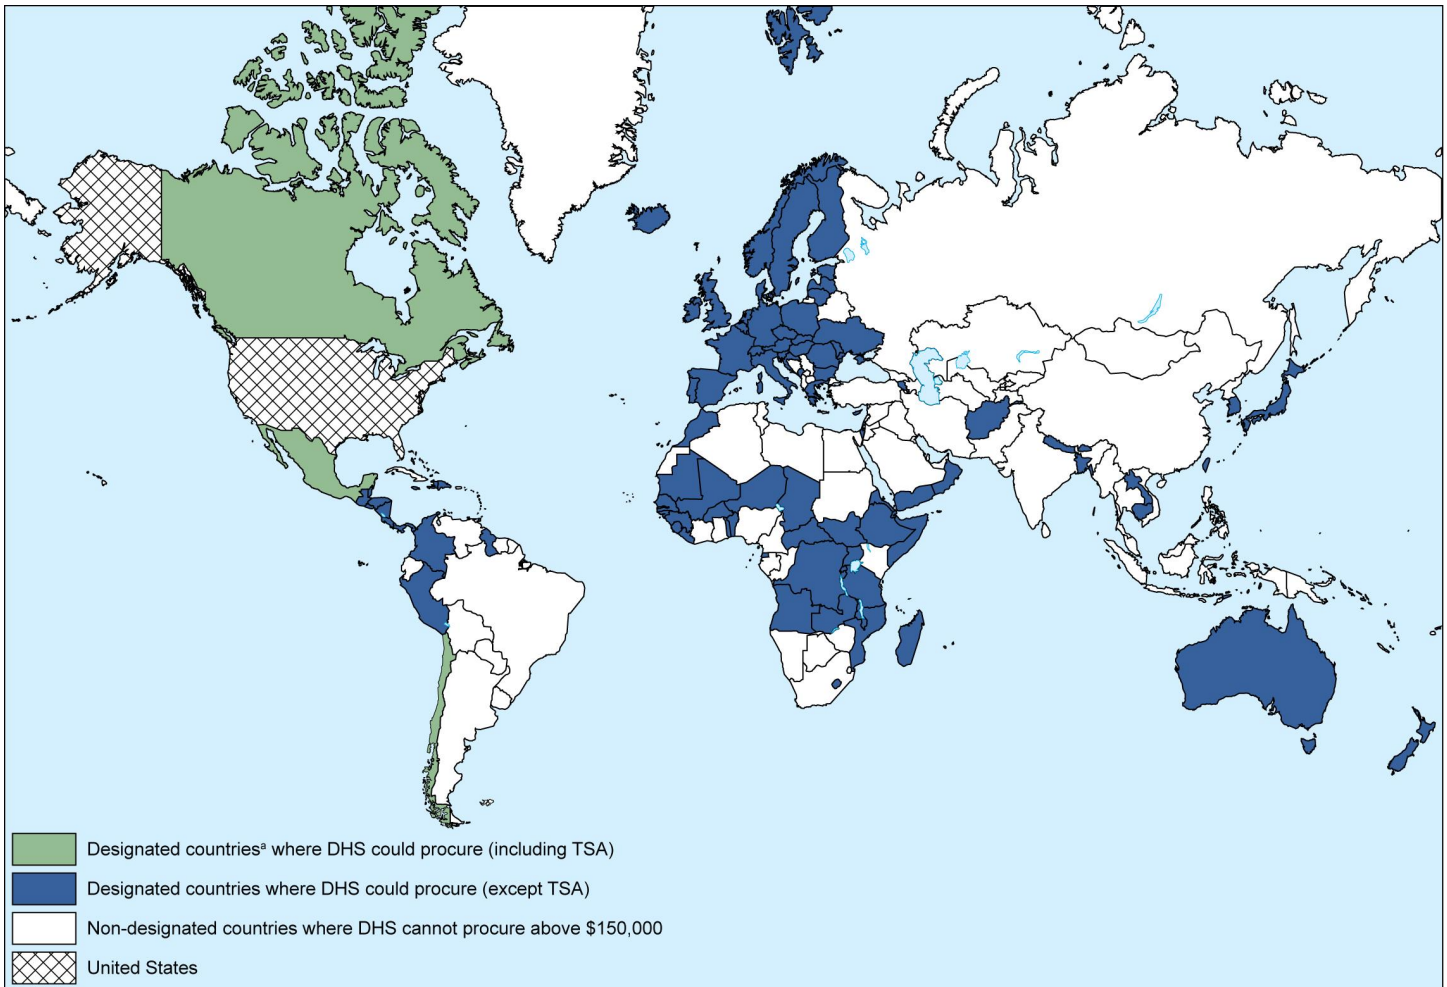 Designated countriesª where DHS could procure (including TSA)
Designated countries where DHS could procure (except TSA)
Non-designated countries where DHS cannot procure above $150,000
United States